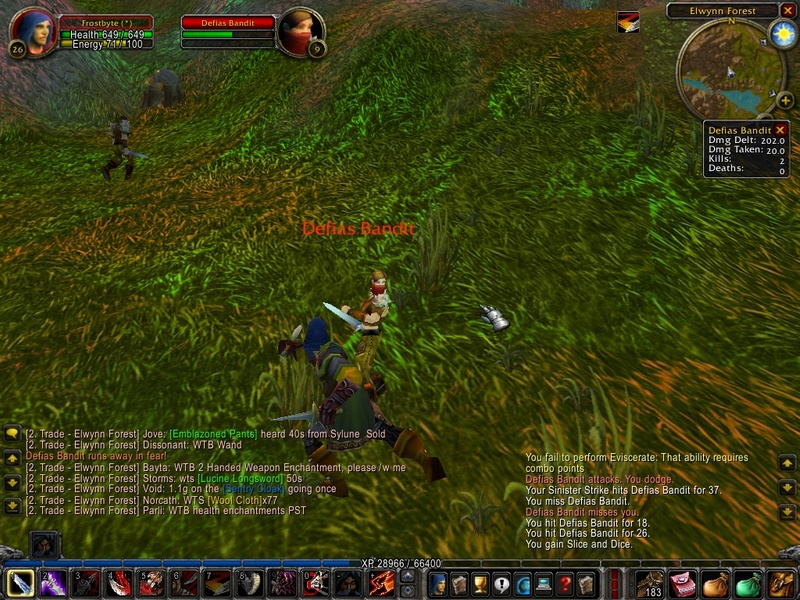 Frostbyte (*)
Health 649 / 649
Energy 71 / 100
26
Defias Bandit
9
Elwynn Forest
N
Defias Bandit
Dmg Delt: 202.0
Dmg Taken: 20.0
Kills: 2
Deaths: 0
Defias Bandit
[2. Trade - Elwynn Forest] Jove: [Emblazoned Pants] heard 40s from Sylune Sold
[2. Trade - Elwynn Forest] Dissonant: WTB Wand
Defias Bandit runs away in fear!
[2. Trade - Elwynn Forest] Bayta: WTB 2 Handed Weapon Enchantment, please /w me
[2. Trade - Elwynn Forest] Storms: wts [Lucine Longsword] 50s
[2. Trade - Elwynn Forest] Void: 1.1g on the [Sentry Cloak] going once
[2. Trade - Elwynn Forest] Norcath: WTS Wool Cloth(x77
[2. Trade - Elwynn Forest] Parli: WTB health enchantments PST
You fail to perform Eviscerate: That ability requires
combo points
Defias Bandit attacks. You dodge.
Your Sinister Strike hits Defias Bandit for 37.
You miss Defias Bandit.
Defias Bandit misses you.
You hit Defias Bandit for 18.
You hit Defias Bandit for 26.
You gain Slice and Dice.
XP 28966 / 66400
183